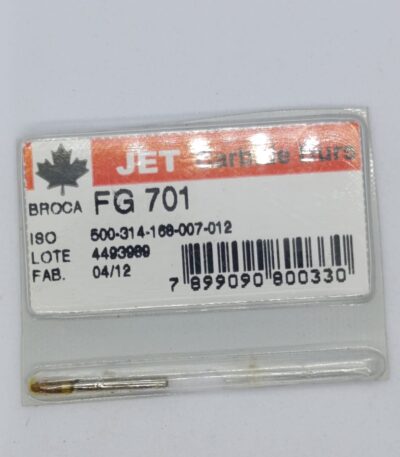 JET Carbide Burs
BROCA FG 701
ISO 500-314-168-007-012
LOTE 4493969
FAB. 04/12
7 899090 800330